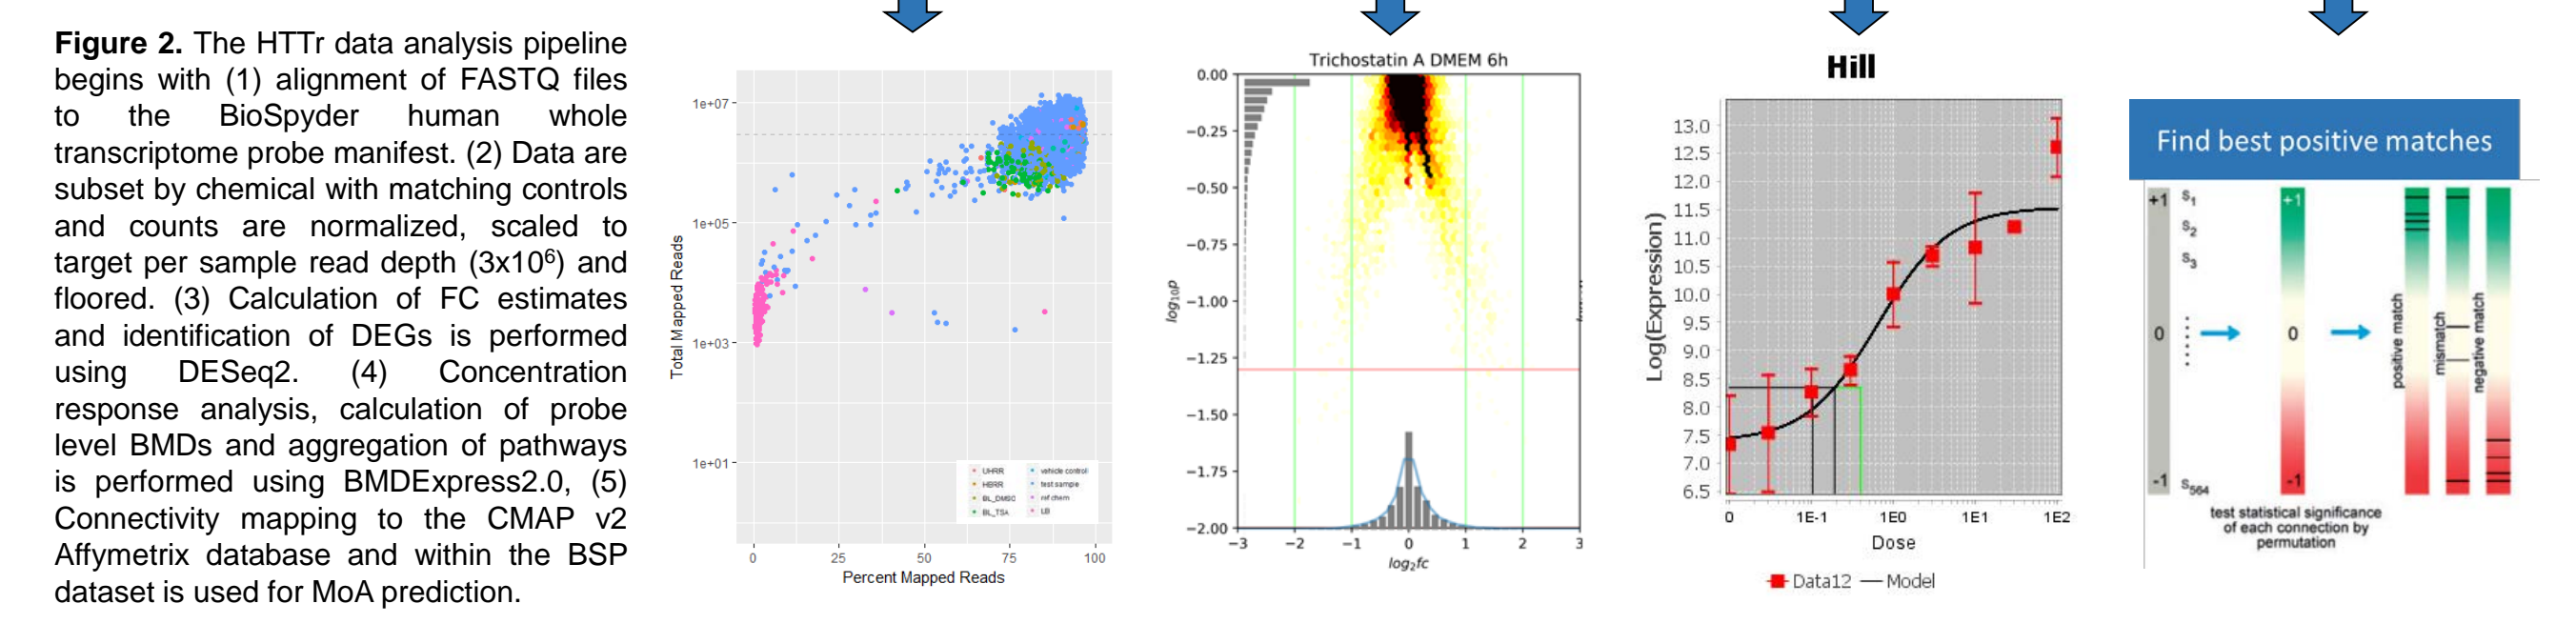 Figure 2. The HTTr data analysis pipeline
begins with (1) alignment of FASTQ files
to the BioSpyder human whole
transcriptome probe manifest. (2) Data are
subset by chemical with matching controls
and counts are normalized, scaled to
target per sample read depth (3x10⁶) and
floored. (3) Calculation of FC estimates
and identification of DEGs is performed
using DESeq2. (4) Concentration
response analysis, calculation of probe
level BMDs and aggregation of pathways
is performed using BMDExpress2.0, (5)
Connectivity mapping to the CMAP v2
Affymetrix database and within the BSP
dataset is used for MoA prediction.
Total Mapped Reads
1e+07
1e+05
1e+03
1e+01
0 25 50 75 100
Percent Mapped Reads
UHRR vehicle control
HBRR test sample
BL_DMSO ref chem
BL_TSA LB
Trichostatin A DMEM 6h
log₁₀p
0.00
−0.25
−0.50
−0.75
−1.00
−1.25
−1.50
−1.75
−2.00
−3 −2 −1 0 1 2 3
log₂fc
Hill
Log(Expression)
13.0
12.5
12.0
11.5
11.0
10.5
10.0
9.5
9.0
8.5
8.0
7.5
7.0
6.5
0 1E-1 1E0 1E1 1E2
Dose
Data12 Model
Find best positive matches
+1 S₁ +1
S₂
S₃
0 0
-1 S₅₆₄ -1
positive match
mismatch
negative match
test statistical significance
of each connection by
permutation